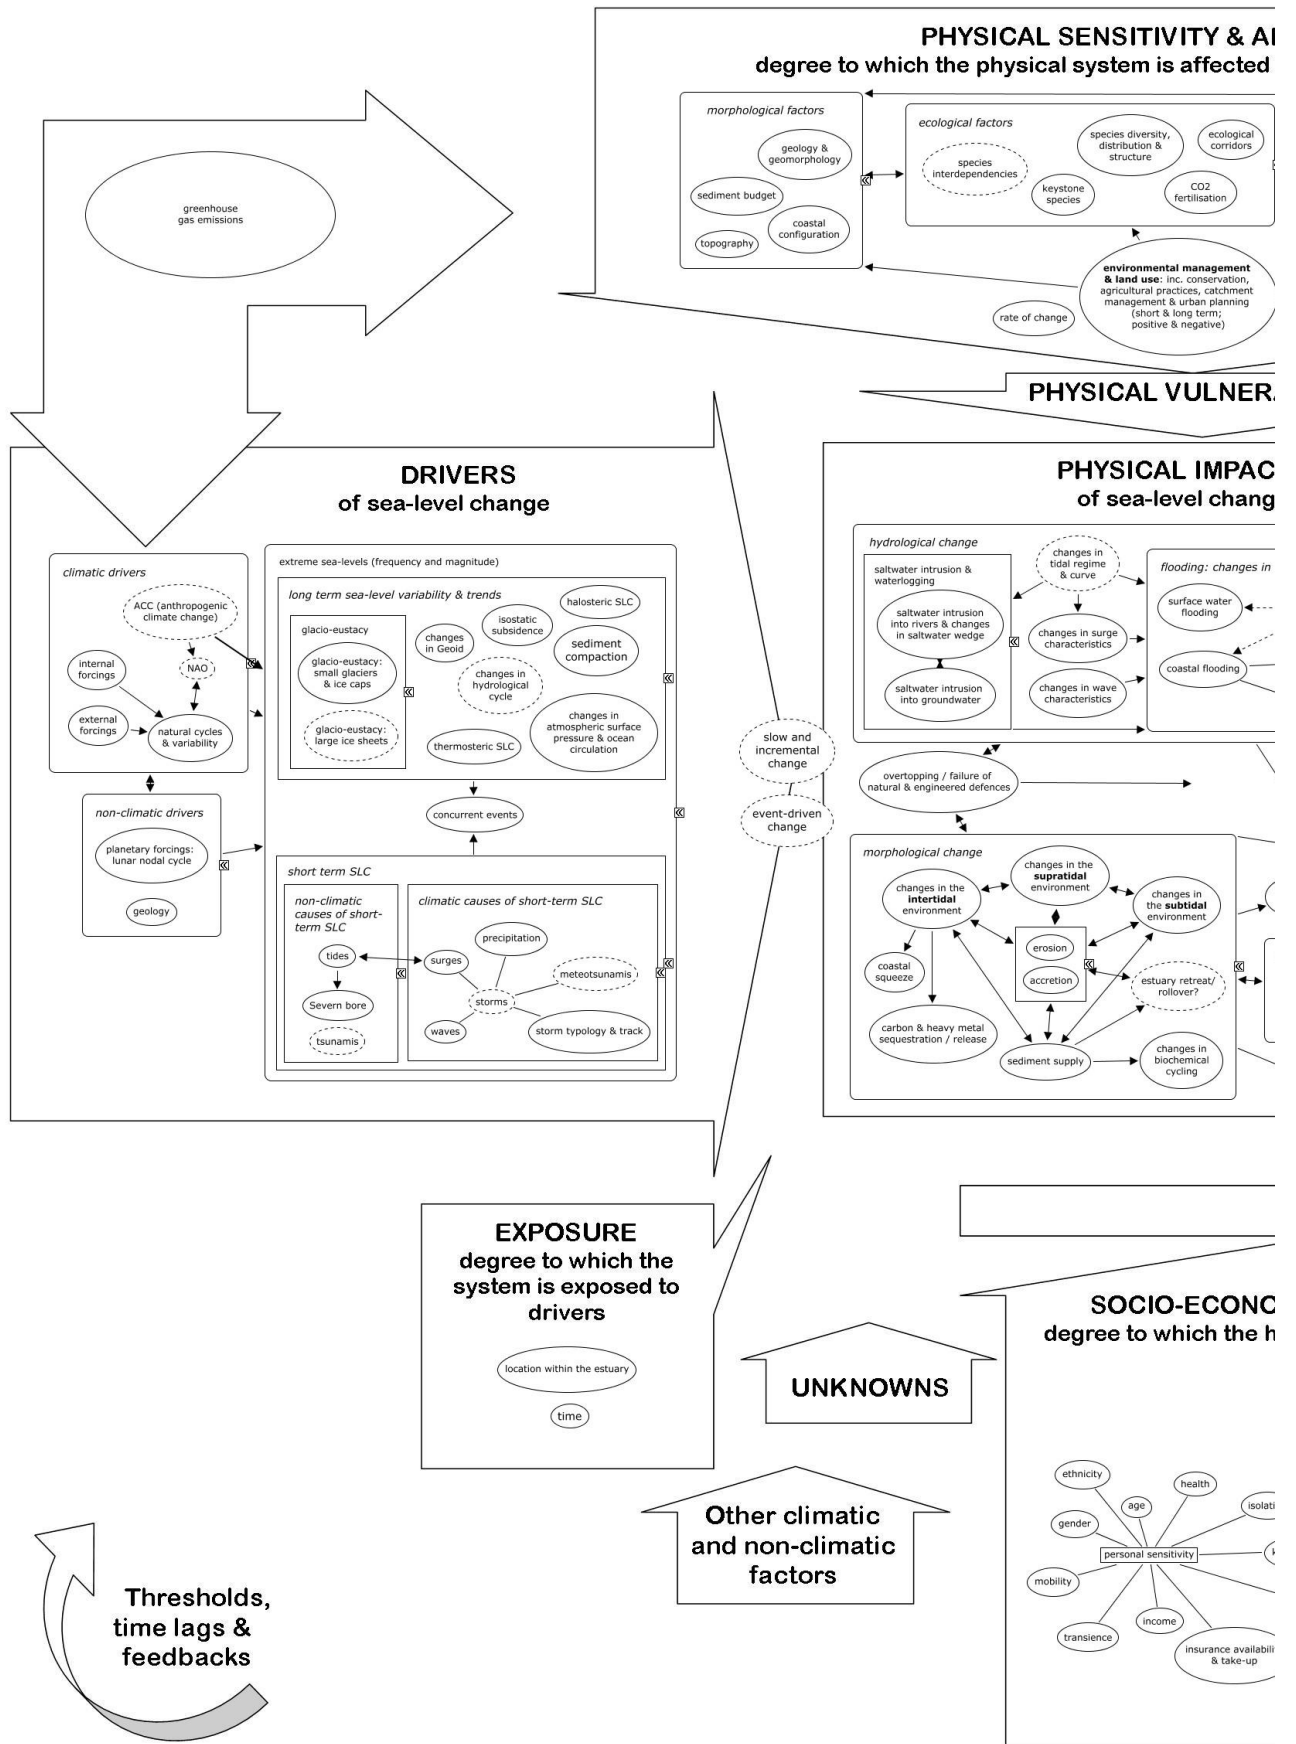 PHYSICAL SENSITIVITY &
degree to which the physical system is affected
morphological factors
geology &
geomorphology
sediment budget
coastal
configuration
topography
ecological factors
species
interdependencies
species diversity,
distribution &
structure
ecological
corridors
keystone
species
CO2
fertilisation
environmental management
& land use: inc. conservation,
agricultural practices, catchment
management & urban planning
(short & long term;
positive & negative)
rate of change
greenhouse
gas emissions
PHYSICAL
DRIVERS
of sea-level change
climatic drivers
ACC (anthropogenic
climate change)
internal
forcings
NAO
external
forcings
natural cycles
& variability
non-climatic drivers
planetary forcings:
lunar nodal cycle
geology
extreme sea-levels (frequency and magnitude)
long term sea-level variability & trends
glacio-eustacy
glacio-eustacy:
small glaciers
& ice caps
glacio-eustacy:
large ice sheets
changes
in Geoid
isostatic
subsidence
halosteric SLC
sediment
compaction
changes in
hydrological
cycle
thermosteric SLC
changes in
atmospheric surface
pressure & ocean
circulation
concurrent events
short term SLC
non-climatic
causes of short-
term SLC
tides
Severn bore
tsunamis
climatic causes of short-term SLC
precipitation
surges
meteotsunamis
storms
waves
storm typology & track
slow and
incremental
change
event-driven
change
PHYSICAL
of sea-level
hydrological change
saltwater intrusion &
waterlogging
saltwater intrusion
into rivers & changes
in saltwater wedge
saltwater intrusion
into groundwater
changes in
tidal regime
& curve
changes in surge
characteristics
changes in wave
characteristics
flooding: changes in
surface water
flooding
coastal flooding
overtopping / failure of
natural & engineered defences
morphological change
changes in the
intertidal
environment
changes in the
supratidal
environment
changes in
the subtidal
environment
erosion
accretion
coastal
squeeze
estuary retreat/
rollover?
carbon & heavy metal
sequestration / release
sediment supply
changes in
biochemical
cycling
EXPOSURE
degree to which the
system is exposed to
drivers
location within the estuary
time
UNKNOWNS
Other climatic
and non-climatic
factors
Thresholds,
time lags &
feedbacks
degree to which the
ethnicity
health
age
gender
personal sensitivity
mobility
income
transience
insurance
& take-up